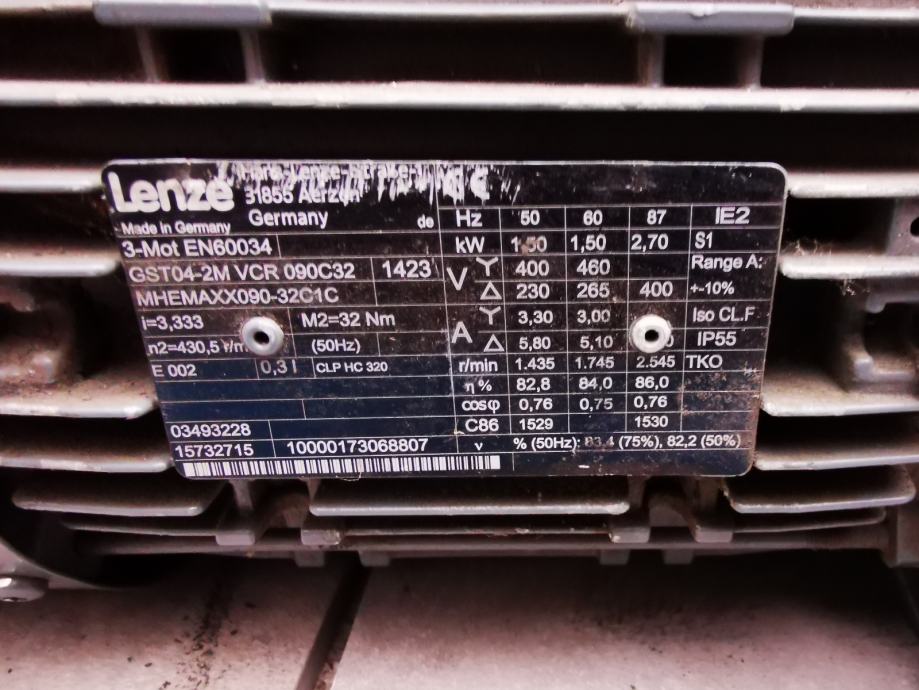 Lenze
31855 Aerzen
Made in Germany Germany de Hz 50 60 87 IE2
3-Mot EN60034 kW 1,50 1,50 2,70 S1
GST04-2M VCR 090C32 1423 V Y 400 460 Range A:
MHEMAXX090-32C1C △ 230 265 400 +-10%
i=3,333 M2=32 Nm A Y 3,30 3,00 Iso CL.F
n2=430,5 r/m (50Hz) △ 5,80 5,10 IP55
E 002 0,3 l CLP HC 320 r/min 1.435 1.745 2.545 TKO
η % 82,8 84,0 86,0
cosφ 0,76 0,75 0,76
03493228 C86 1529 1530
15732715 10000173068807 ν % (50Hz): 83,4 (75%), 82,2 (50%)